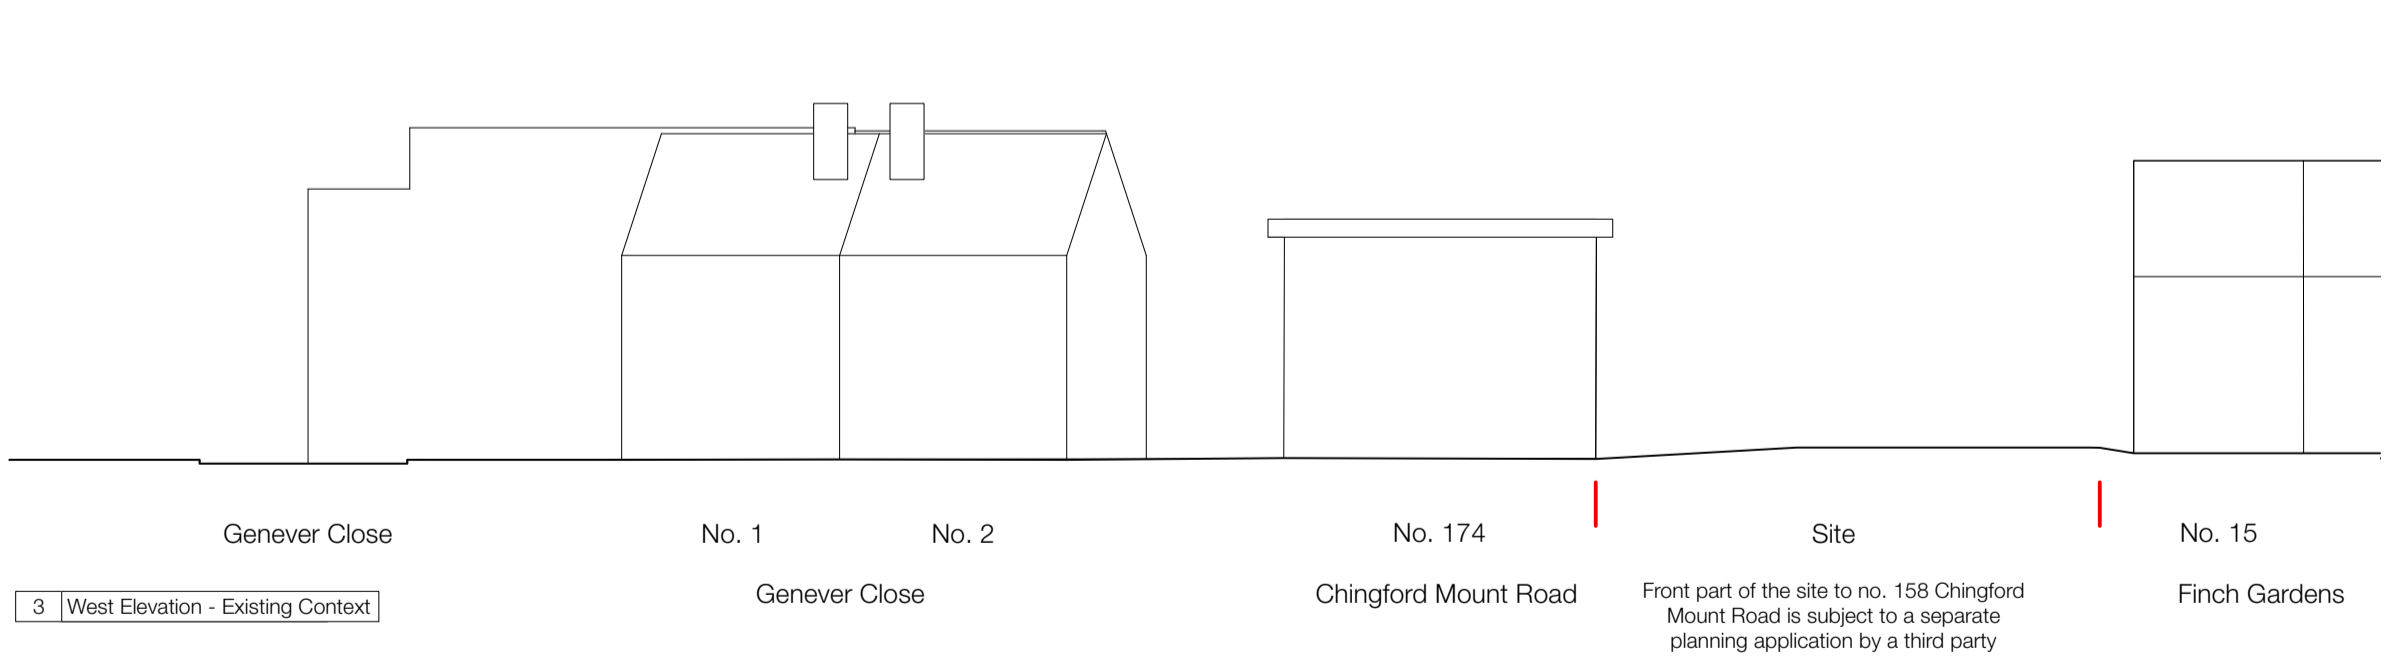 Genever Close
No. 1
No. 2
No. 174
Site
No. 15
Genever Close
Chingford Mount Road
Front part of the site to no. 158 Chingford
Mount Road is subject to a separate
planning application by a third party
Finch Gardens
3 West Elevation - Existing Context